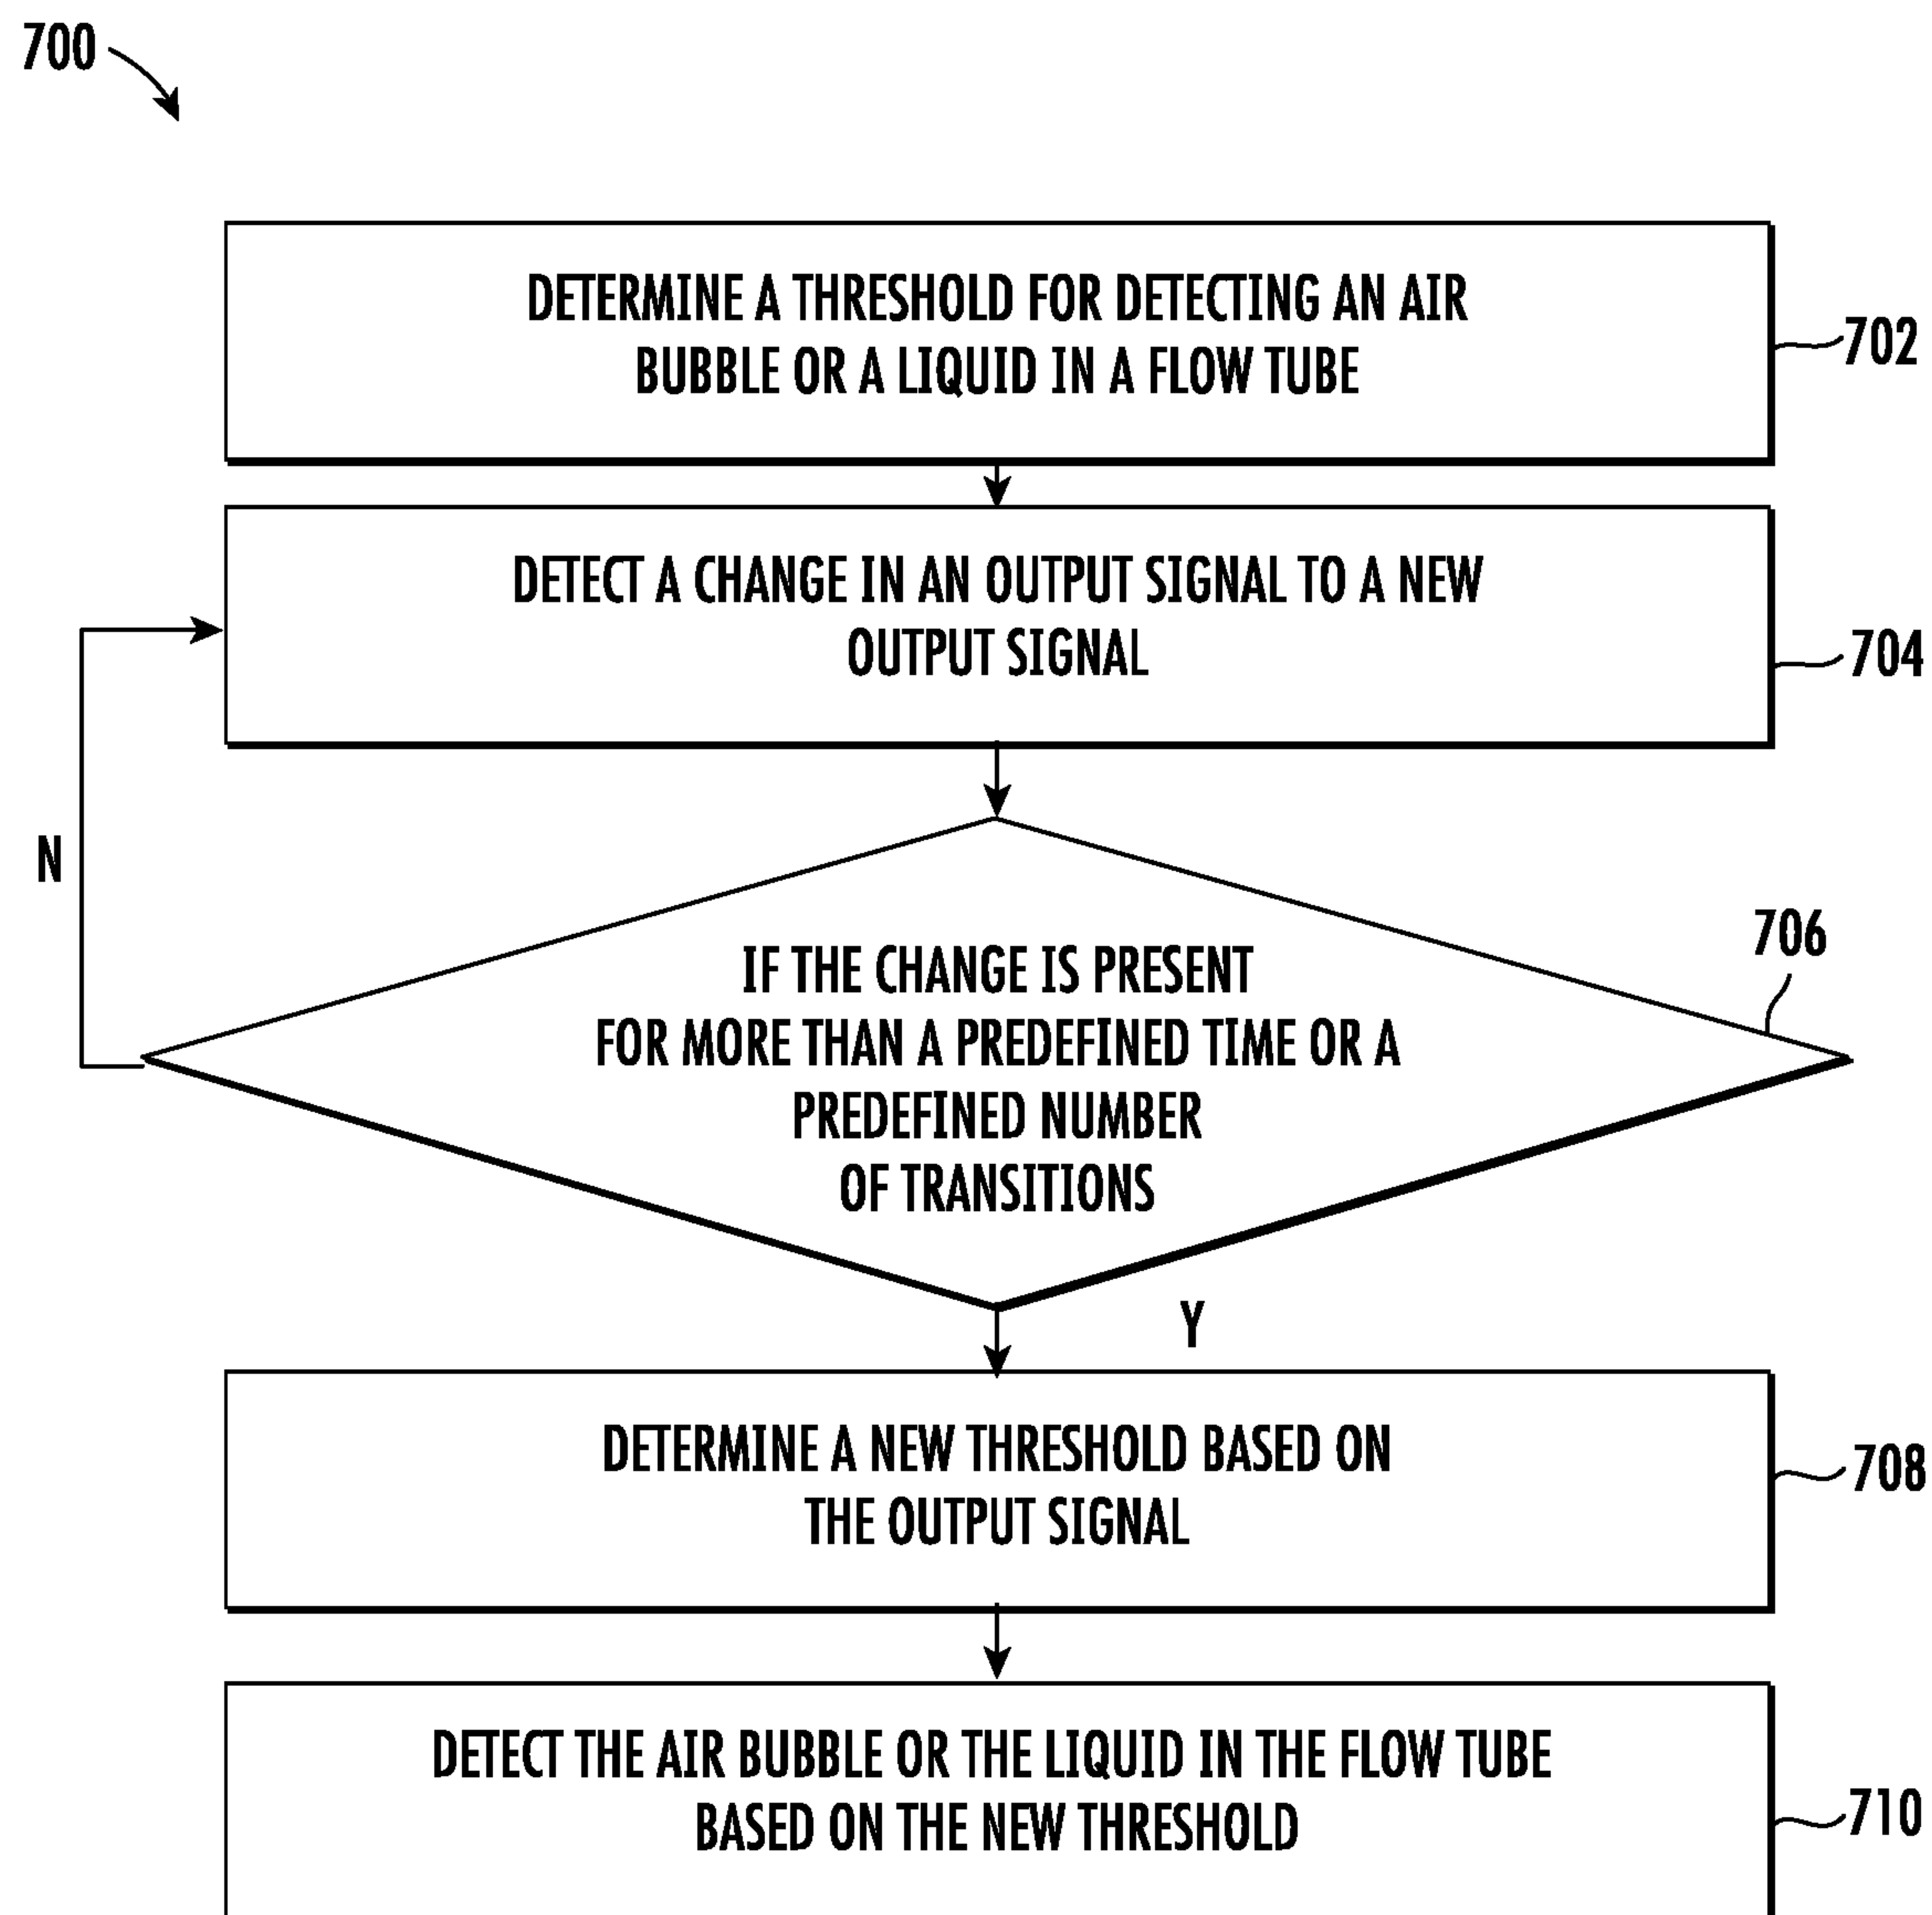 700
DETERMINE A THRESHOLD FOR DETECTING AN AIR
BUBBLE OR A LIQUID IN A FLOW TUBE
702
DETECT A CHANGE IN AN OUTPUT SIGNAL TO A NEW
OUTPUT SIGNAL
704
N
706
IF THE CHANGE IS PRESENT
FOR MORE THAN A PREDEFINED TIME OR A
PREDEFINED NUMBER
OF TRANSITIONS
Y
DETERMINE A NEW THRESHOLD BASED ON
THE OUTPUT SIGNAL
708
DETECT THE AIR BUBBLE OR THE LIQUID IN THE FLOW TUBE
BASED ON THE NEW THRESHOLD
710